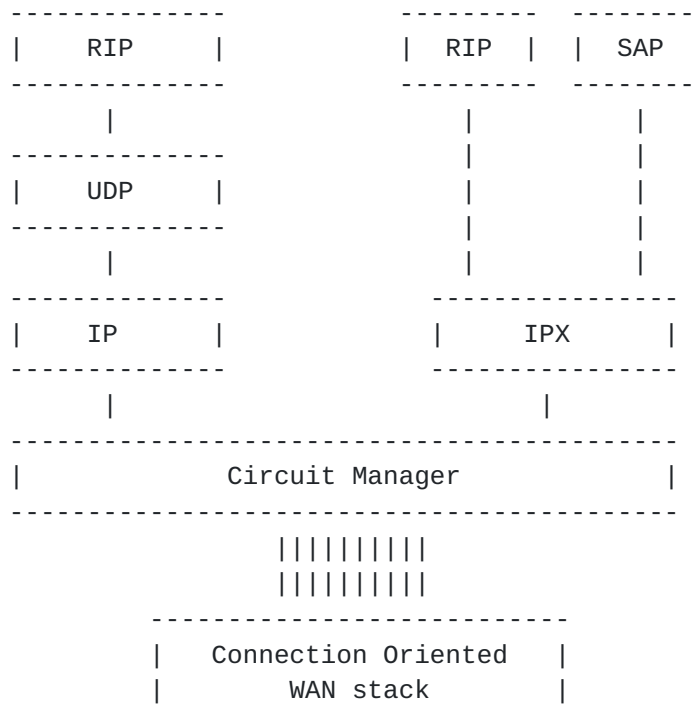 RIP RIP SAP
UDP
IP IPX
Circuit Manager
Connection Oriented
WAN stack